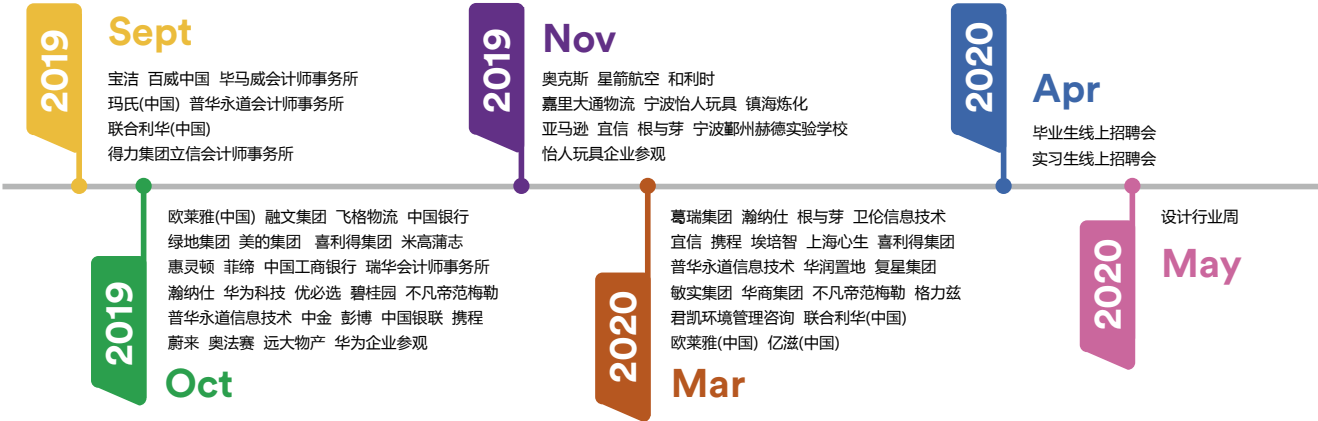 2019
Sept
宝洁 百威中国 毕马威会计师事务所
玛氏(中国) 普华永道会计师事务所
联合利华(中国)
得力集团立信会计师事务所
2019
Oct
欧莱雅(中国) 融文集团 飞格物流 中国银行
绿地集团 美的集团 喜利得集团 米高蒲志
惠灵顿 菲缔 中国工商银行 瑞华会计师事务所
瀚纳仕 华为科技 优必选 碧桂园 不凡帝范梅勒
普华永道信息技术 中金 彭博 中国银联 携程
蔚来 奥法赛 远大物产 华为企业参观
2019
Nov
奥克斯 星箭航空 和利时
嘉里大通物流 宁波怡人玩具 镇海炼化
亚马逊 宜信 根与芽 宁波鄞州赫德实验学校
怡人玩具企业参观
2020
Mar
葛瑞集团 瀚纳仕 根与芽 卫伦信息技术
宜信 携程 埃培智 上海心生 喜利得集团
普华永道信息技术 华润置地 复星集团
敏实集团 华商集团 不凡帝范梅勒 格力兹
君凯环境管理咨询 联合利华(中国)
欧莱雅(中国) 亿滋(中国)
2020
Apr
毕业生线上招聘会
实习生线上招聘会
2020
May
设计行业周